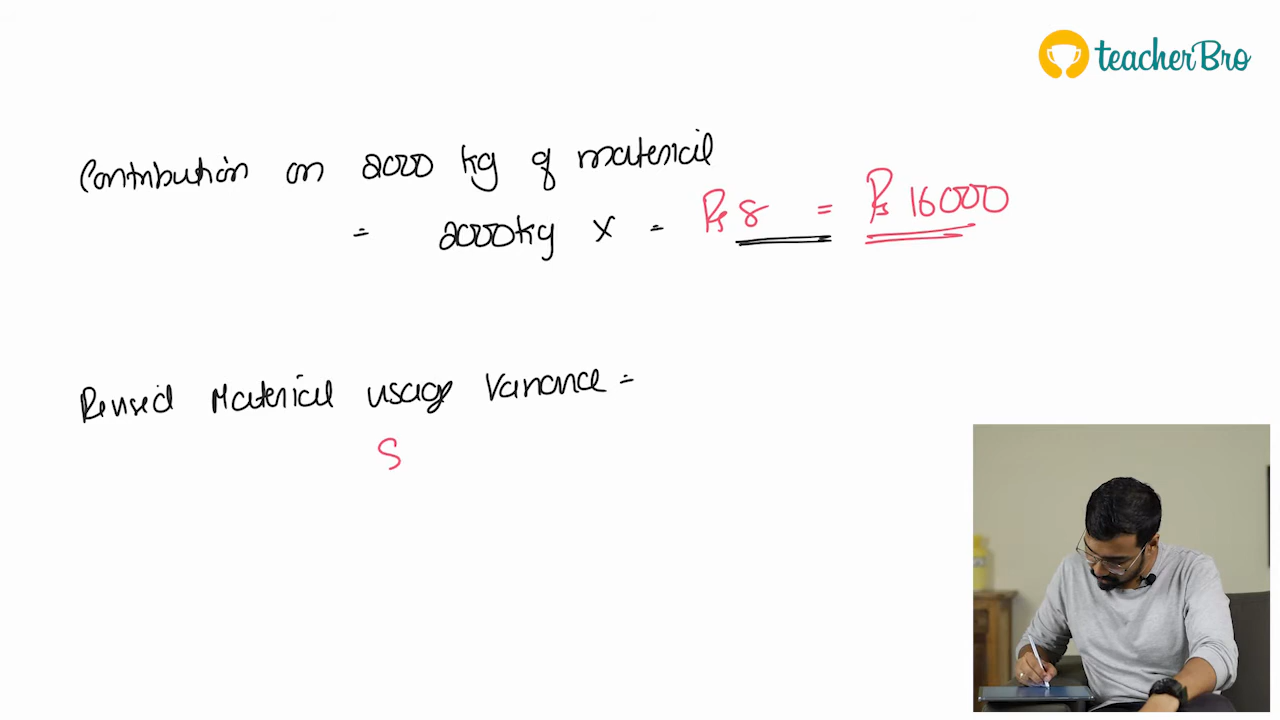 teacherBro
Contribution on 2000 kg of material
= 2000kg x = Rs 8 = Rs 16000
Revised Material usage Variance =
S